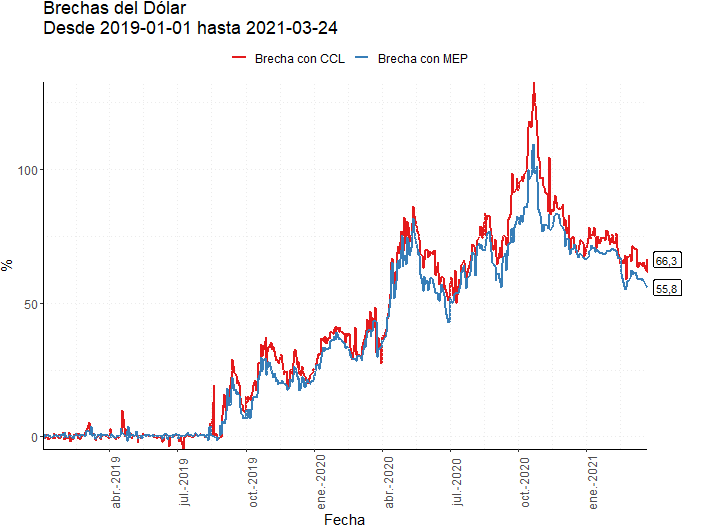 Brechas del Dólar
Desde 2019-01-01 hasta 2021-03-24
Brecha con CCL
Brecha con MEP
100
50
0
%
66,3
55,8
abr.-2019
jul.-2019
oct.-2019
ene.-2020
abr.-2020
jul.-2020
oct.-2020
ene.-2021
Fecha